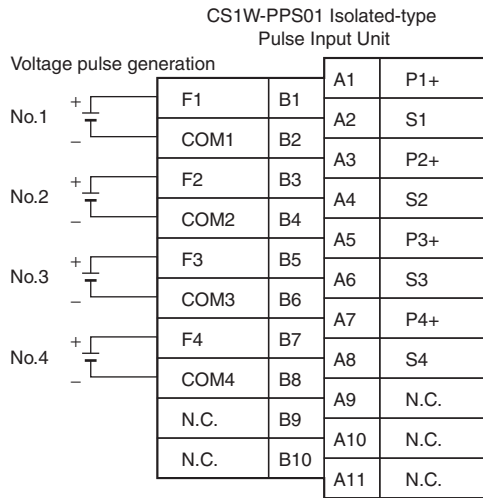 CS1W-PPS01 Isolated-type
Pulse Input Unit
Voltage pulse generation
A1 P1+
No.1 + F1 B1
A2 S1
− COM1 B2
A3 P2+
No.2 + F2 B3
A4 S2
− COM2 B4
A5 P3+
No.3 + F3 B5
A6 S3
− COM3 B6
A7 P4+
No.4 + F4 B7
A8 S4
− COM4 B8
A9 N.C.
N.C. B9
A10 N.C.
N.C. B10
A11 N.C.